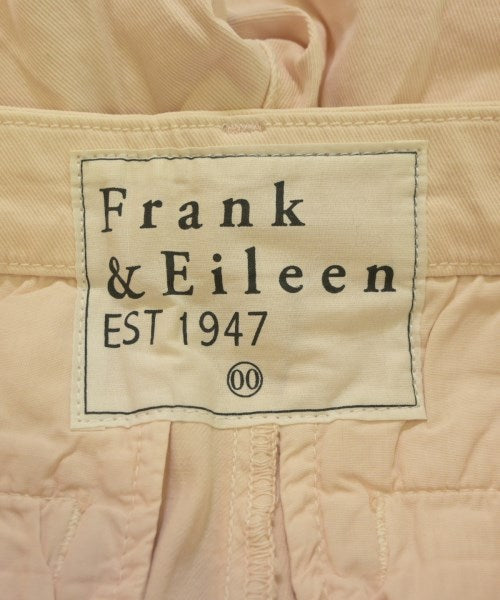 Frank
& Eileen
EST 1947
00